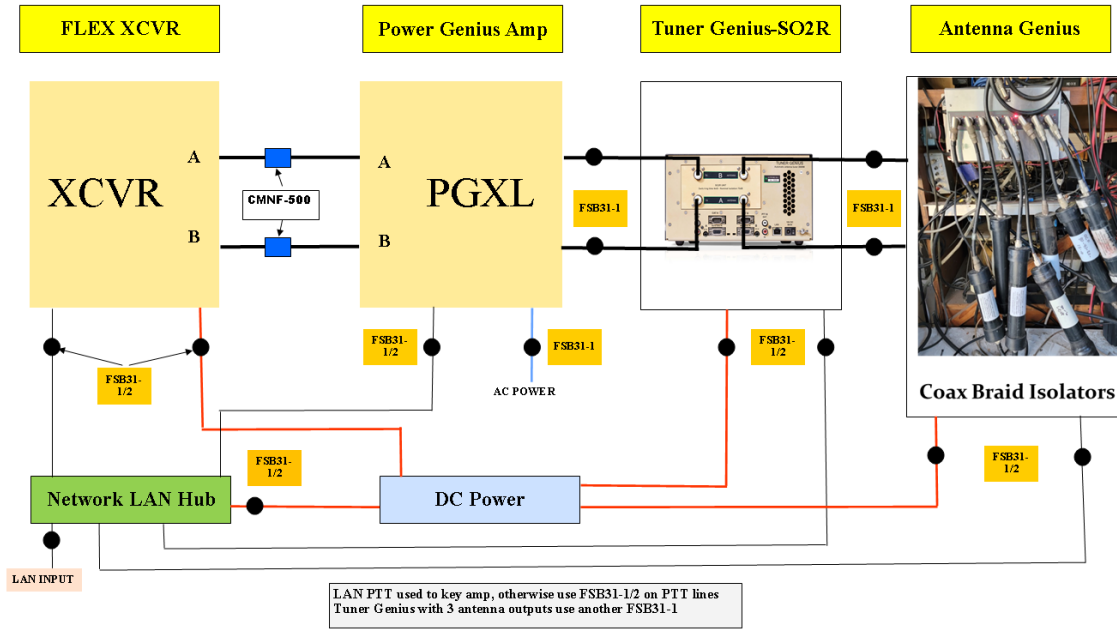 FLEX XCVR
Power Genius Amp
Tuner Genius-SO2R
Antenna Genius
XCVR
A
B
CMNF-500
A
PGXL
B
FSB31-1
TUNER GENIUS
B
A
FSB31-1
FSB31-
1/2
FSB31-
1/2
FSB31-1
AC POWER
FSB31-
1/2
Coax Braid Isolators
FSB31-
1/2
FSB31-
1/2
Network LAN Hub
DC Power
LAN INPUT
LAN PTT used to key amp, otherwise use FSB31-1/2 on PTT lines
Tuner Genius with 3 antenna outputs use another FSB31-1